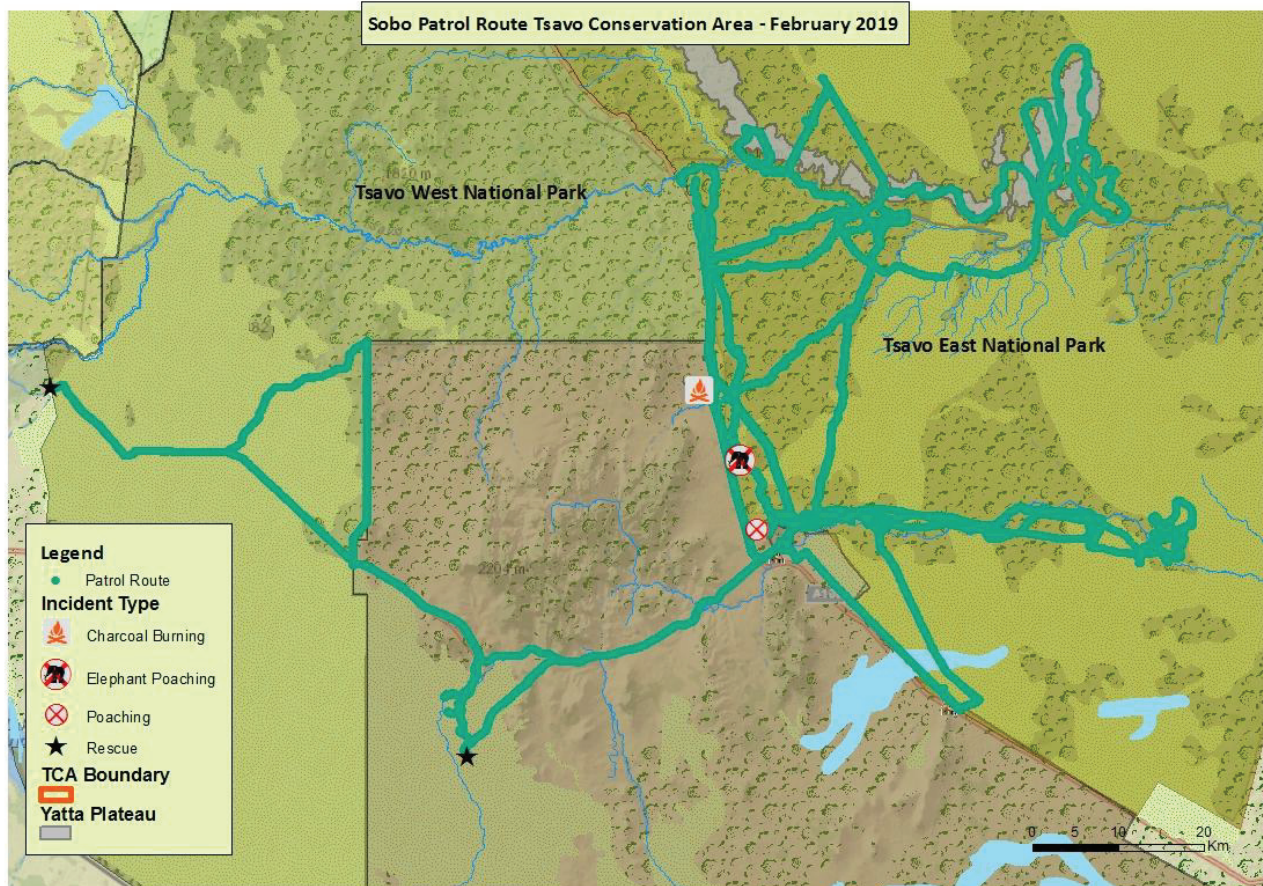 Sobo Patrol Route Tsavo Conservation Area - February 2019
Tsavo West National Park
Tsavo East National Park
2204 m
Legend
Patrol Route
Incident Type
Charcoal Burning
Elephant Poaching
Poaching
Rescue
TCA Boundary
Yatta Plateau
0 5 10 20
Km